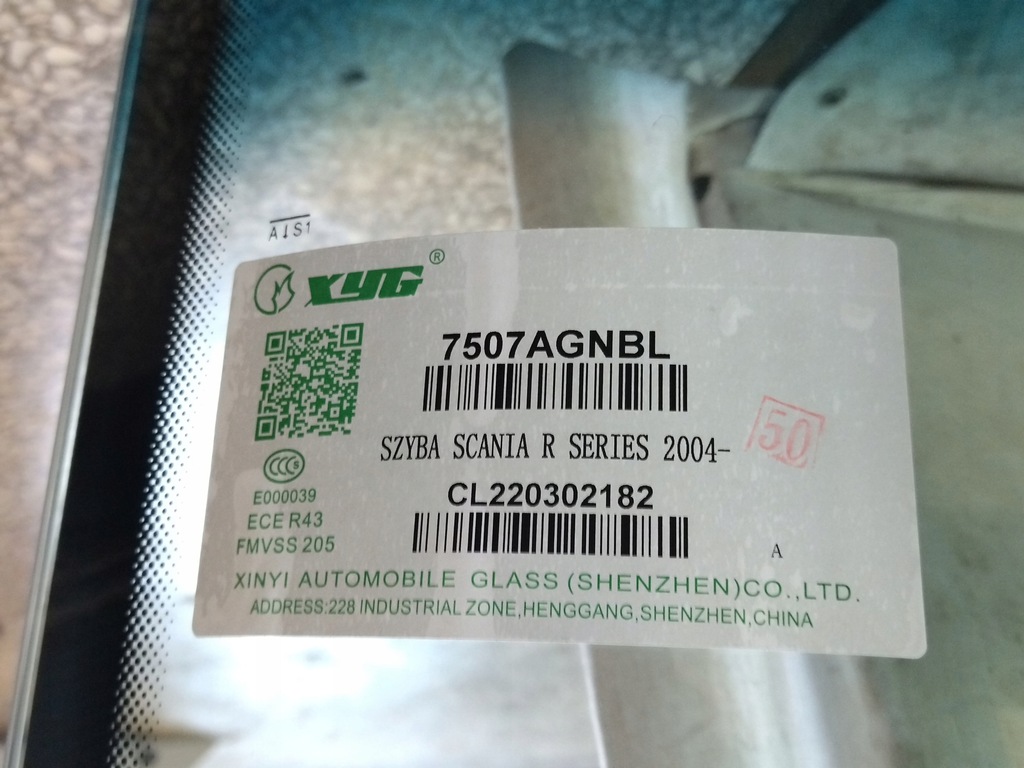 A↓S1
XYG®
7507AGNBL
SZYBA SCANIA R SERIES 2004-
50
CCC S
E000039
CL220302182
ECE R43
FMVSS 205
A
XINYI AUTOMOBILE GLASS (SHENZHEN)CO.,LTD.
ADDRESS:228 INDUSTRIAL ZONE,HENGGANG,SHENZHEN,CHINA